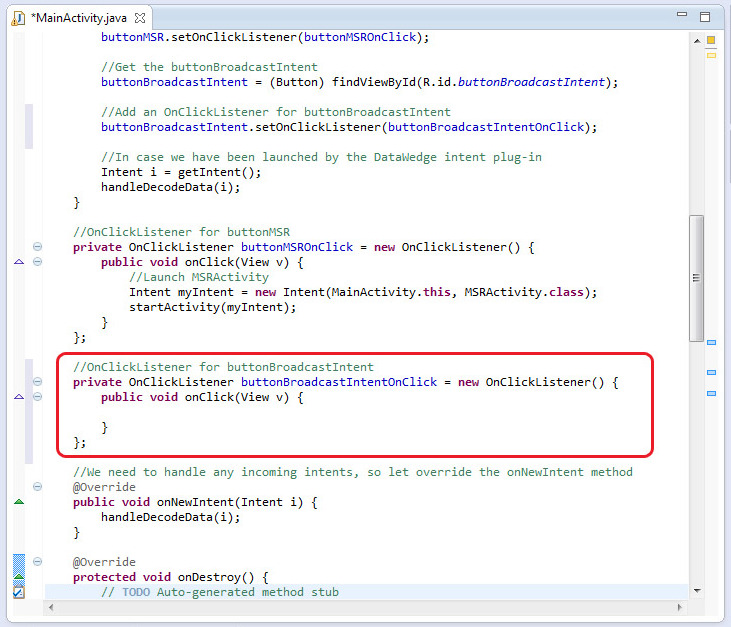 *MainActivity.java
buttonMSR.setOnClickListener(buttonMSROnClick);
//Get the buttonBroadcastIntent
buttonBroadcastIntent = (Button) findViewById(R.id.buttonBroadcastIntent);
//Add an OnClickListener for buttonBroadcastIntent
buttonBroadcastIntent.setOnClickListener(buttonBroadcastIntentOnClick);
//In case we have been launched by the DataWedge intent plug-in
Intent i = getIntent();
handleDecodeData(i);
}
//OnClickListener for buttonMSR
private OnClickListener buttonMSROnClick = new OnClickListener() {
public void onClick(View v) {
//Launch MSRActivity
Intent myIntent = new Intent(MainActivity.this, MSRActivity.class);
startActivity(myIntent);
}
};
//OnClickListener for buttonBroadcastIntent
private OnClickListener buttonBroadcastIntentOnClick = new OnClickListener() {
public void onClick(View v) {
}
};
//We need to handle any incoming intents, so let override the onNewIntent method
@Override
public void onNewIntent(Intent i) {
handleDecodeData(i);
}
@Override
protected void onDestroy() {
// TODO Auto-generated method stub